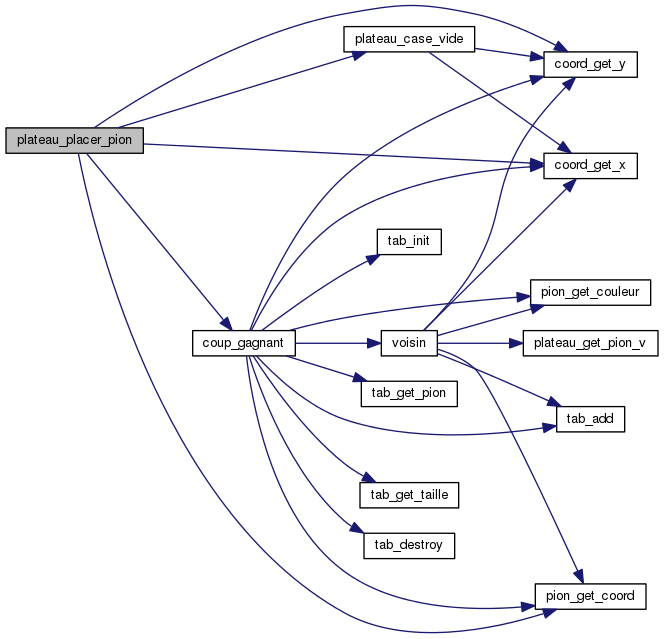 plateau_case_vide
coord_get_y
plateau_placer_pion
coord_get_x
tab_init
pion_get_couleur
coup_gagnant
voisin
plateau_get_pion_v
tab_get_pion
tab_add
tab_get_taille
tab_destroy
pion_get_coord